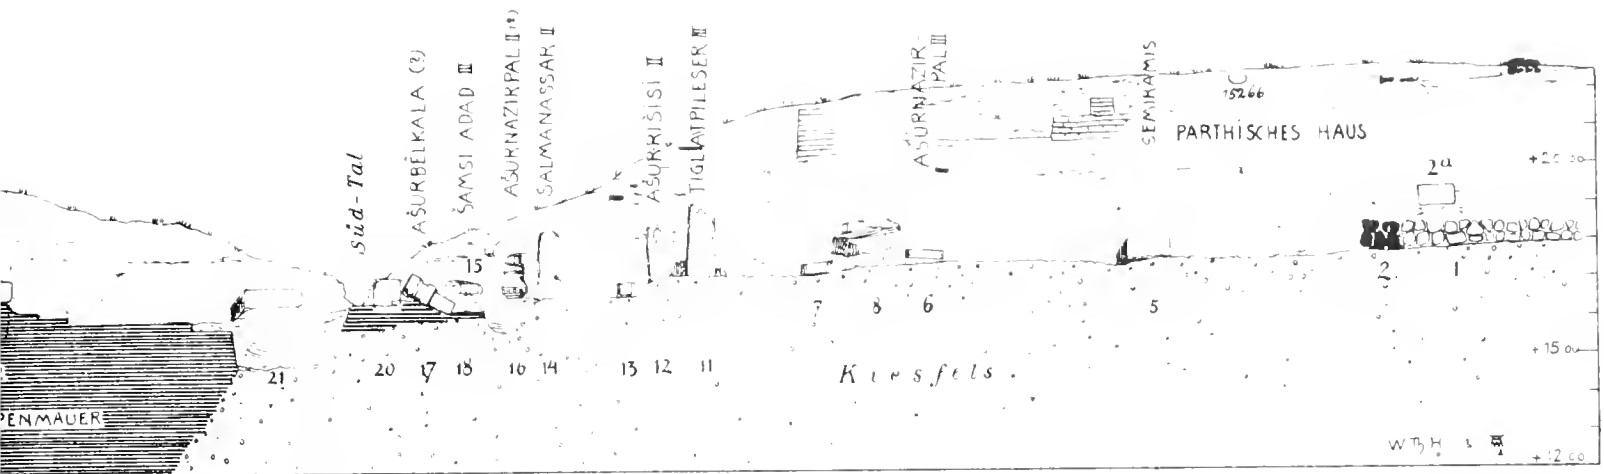 Süd-Tal
AŠURBÊLKALA (?)
ŠAMSI ADAD III
AŠURNAZIRPAL II (?)
SALMANASSAR II
AŠURRIŠISI II
TIGLATPILESER III
AŠURNAZIR-
PAL III
SEMIRAMIS
15266
PARTHISCHES HAUS
+20 00
2a
15
2 1
7 8 6 5
+15 00
21 20 17 18 16 14 13 12 11
Kiesfels.
PENMAUER
+12 00